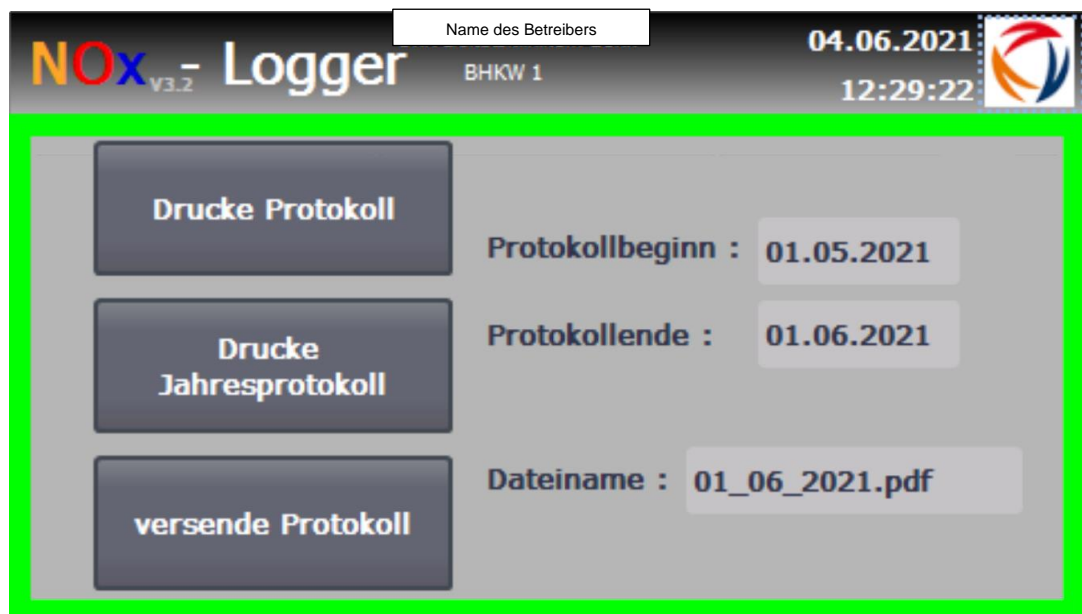 Name des Betreibers
NOx V3.2 - Logger
BHKW 1
04.06.2021
12:29:22
Drucke Protokoll
Protokollbeginn : 01.05.2021
Protokollende : 01.06.2021
Drucke
Jahresprotokoll
Dateiname : 01_06_2021.pdf
versende Protokoll